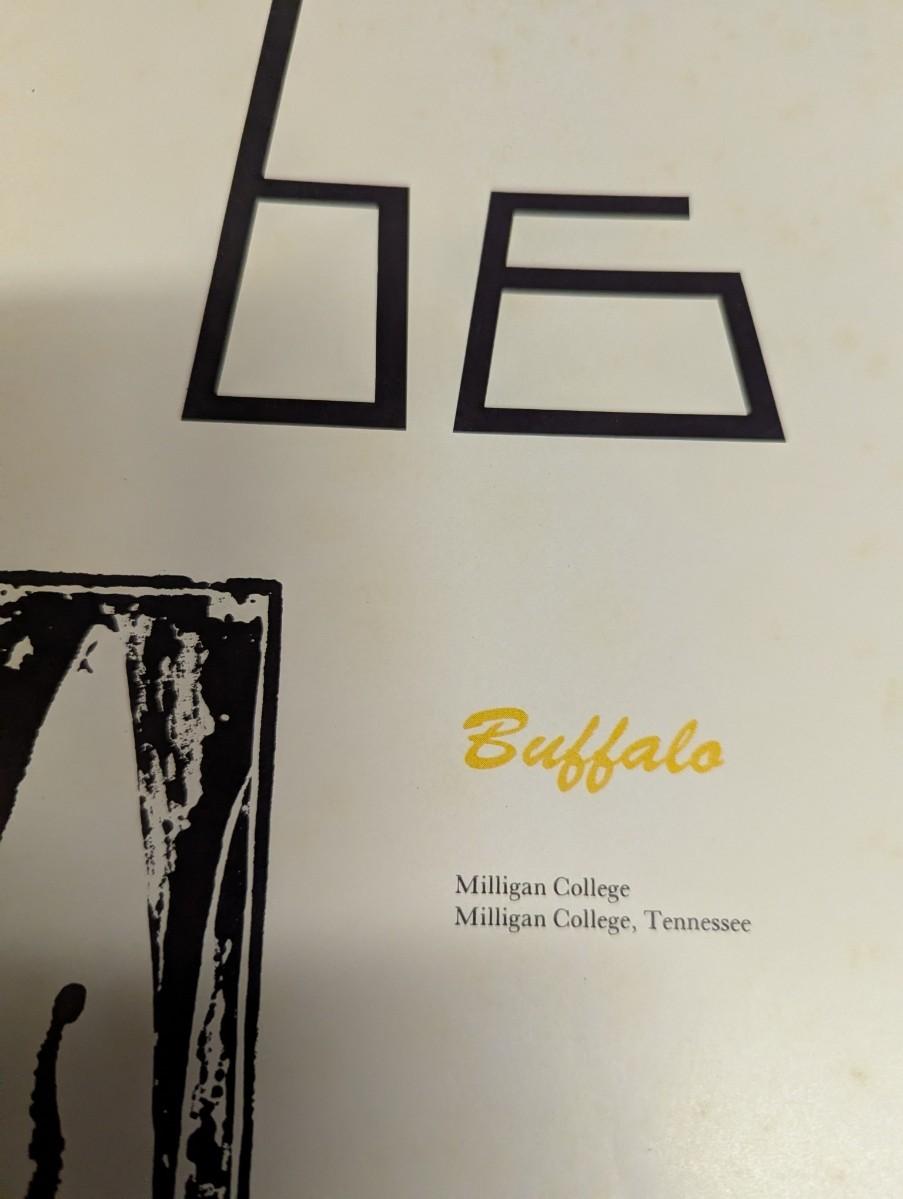 66
Buffalo
Milligan College
Milligan College, Tennessee